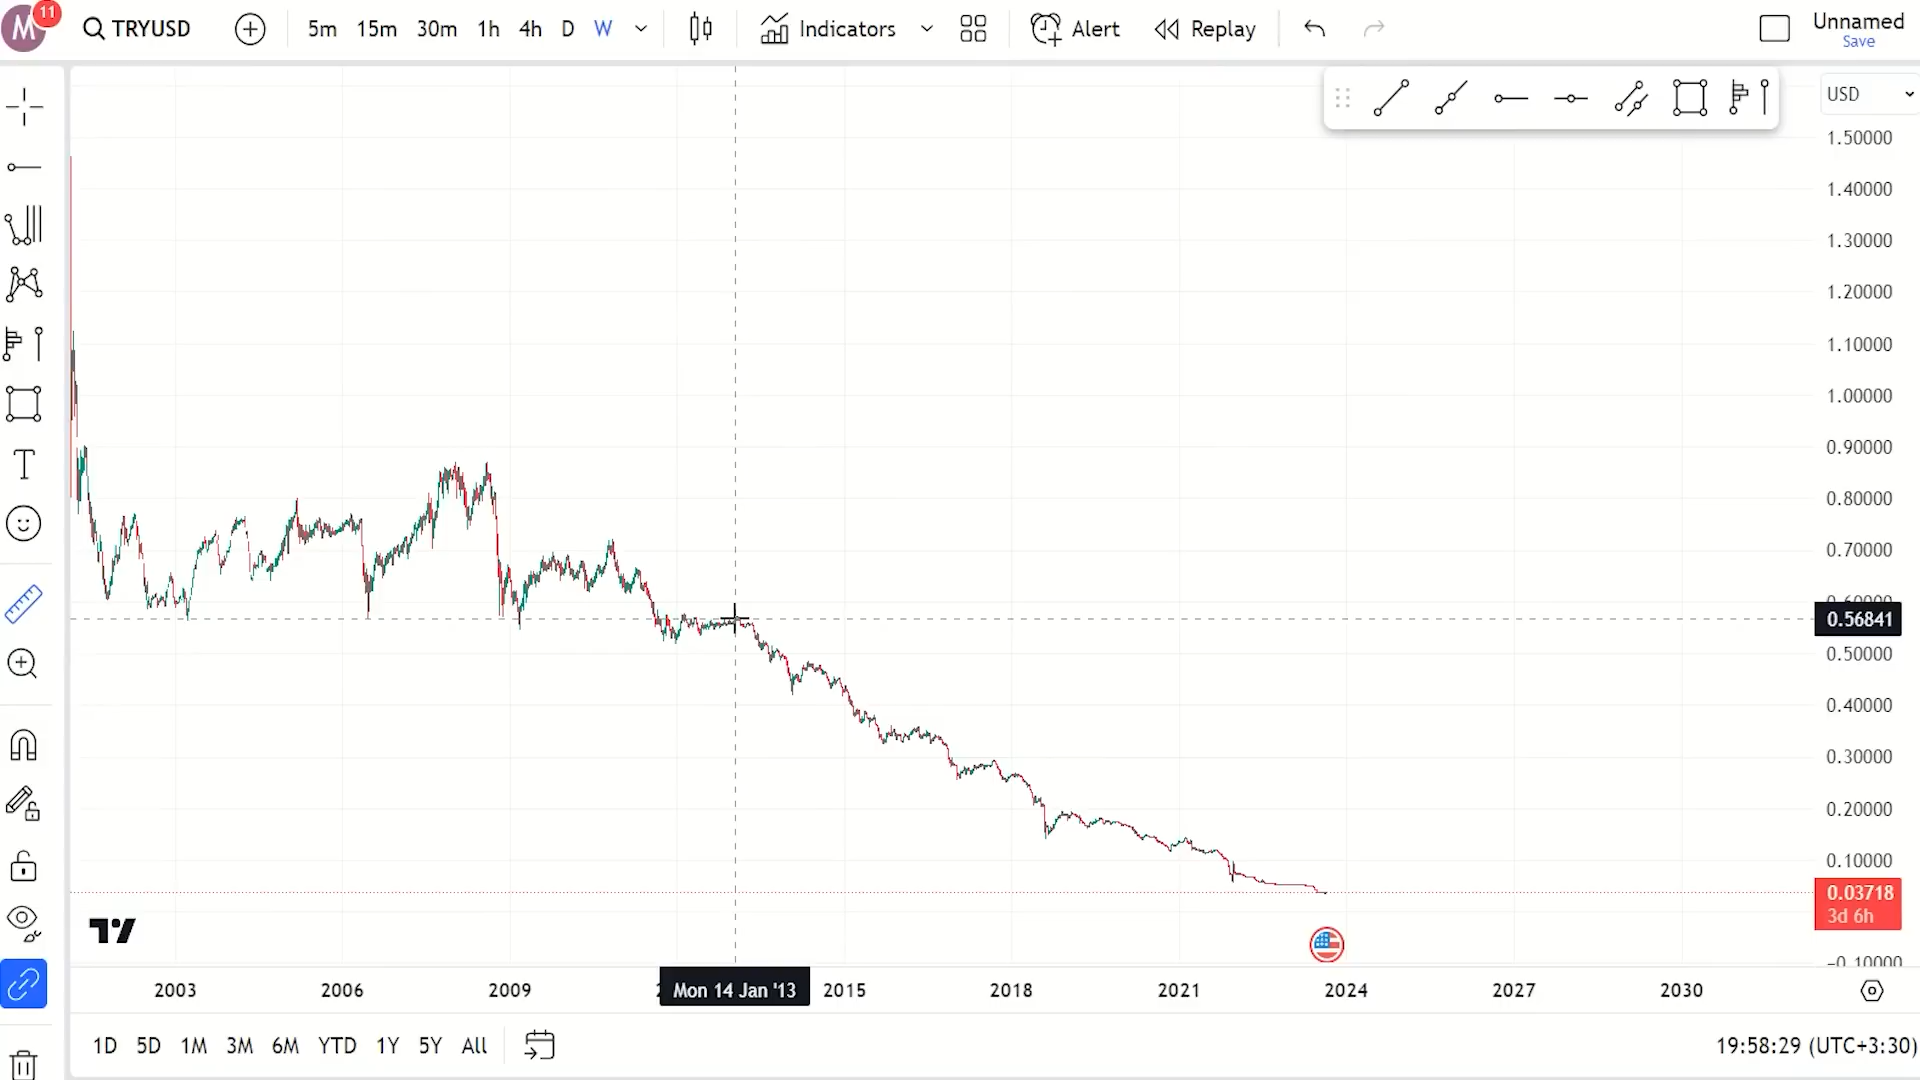 M
11
TRYUSD
5m 15m 30m 1h 4h D W
Indicators
Alert
Replay
Unnamed
Save
USD
1.50000
1.40000
1.30000
1.20000
1.10000
1.00000
0.90000
0.80000
0.70000
0.60000
0.56841
0.50000
0.40000
0.30000
0.20000
0.10000
0.03718
3d 6h
-0.10000
T
2003 2006 2009 Mon 14 Jan '13 2015 2018 2021 2024 2027 2030
1D 5D 1M 3M 6M YTD 1Y 5Y All
19:58:29 (UTC+3:30)